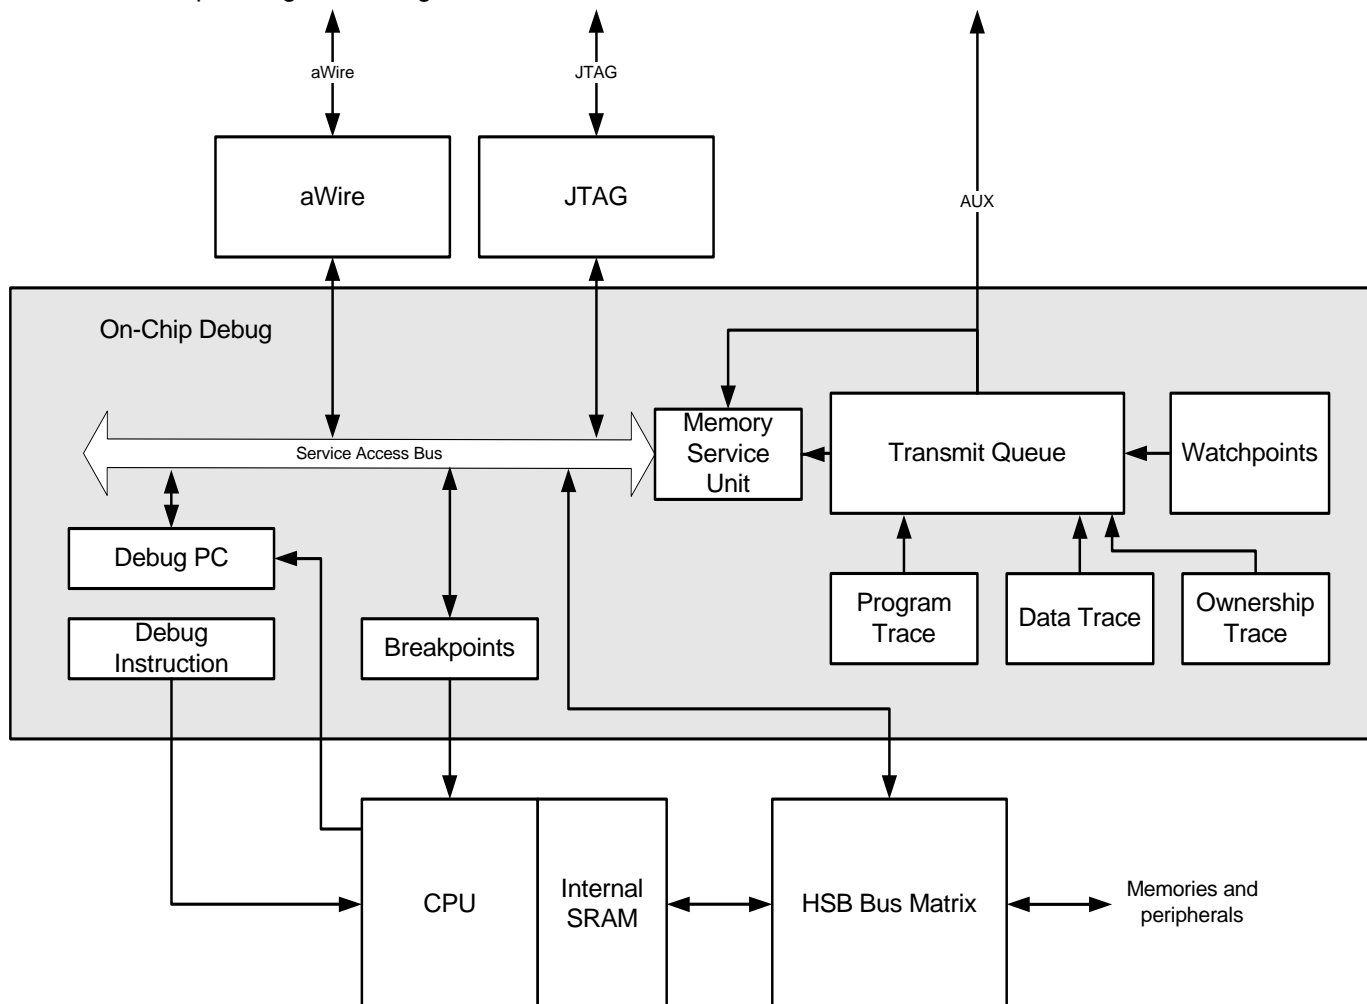 aWire
JTAG
aWire
JTAG
AUX
On-Chip Debug
Service Access Bus
Memory
Service
Unit
Transmit Queue
Watchpoints
Debug PC
Debug
Instruction
Breakpoints
Program
Trace
Data Trace
Ownership
Trace
CPU
Internal
SRAM
HSB Bus Matrix
Memories and
peripherals